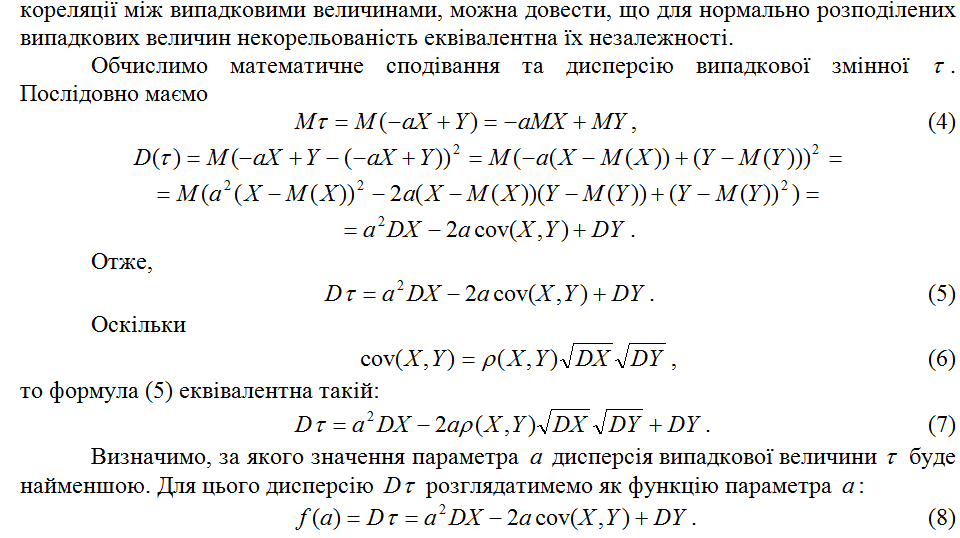 кореляції між випадковими величинами, можна довести, що для нормально розподілених
випадкових величин некорельованість еквівалентна їх незалежності.
Обчислимо математичне сподівання та дисперсію випадкової змінної τ .
Послідовно маємо
Mτ = M(−aX + Y) = −aMX + MY , (4)
D(τ) = M(−aX + Y − (−aX + Y))² = M(−a(X − M(X)) + (Y − M(Y)))² =
= M(a²(X − M(X))² − 2a(X − M(X))(Y − M(Y)) + (Y − M(Y))²) =
= a²DX − 2a cov(X,Y) + DY .
Отже,
Dτ = a²DX − 2a cov(X,Y) + DY . (5)
Оскільки
cov(X,Y) = ρ(X,Y)√DX √DY , (6)
то формула (5) еквівалентна такій:
Dτ = a²DX − 2aρ(X,Y)√DX √DY + DY . (7)
Визначимо, за якого значення параметра a дисперсія випадкової величини τ буде
найменшою. Для цього дисперсію Dτ розглядатимемо як функцію параметра a :
f(a) = Dτ = a²DX − 2a cov(X,Y) + DY . (8)